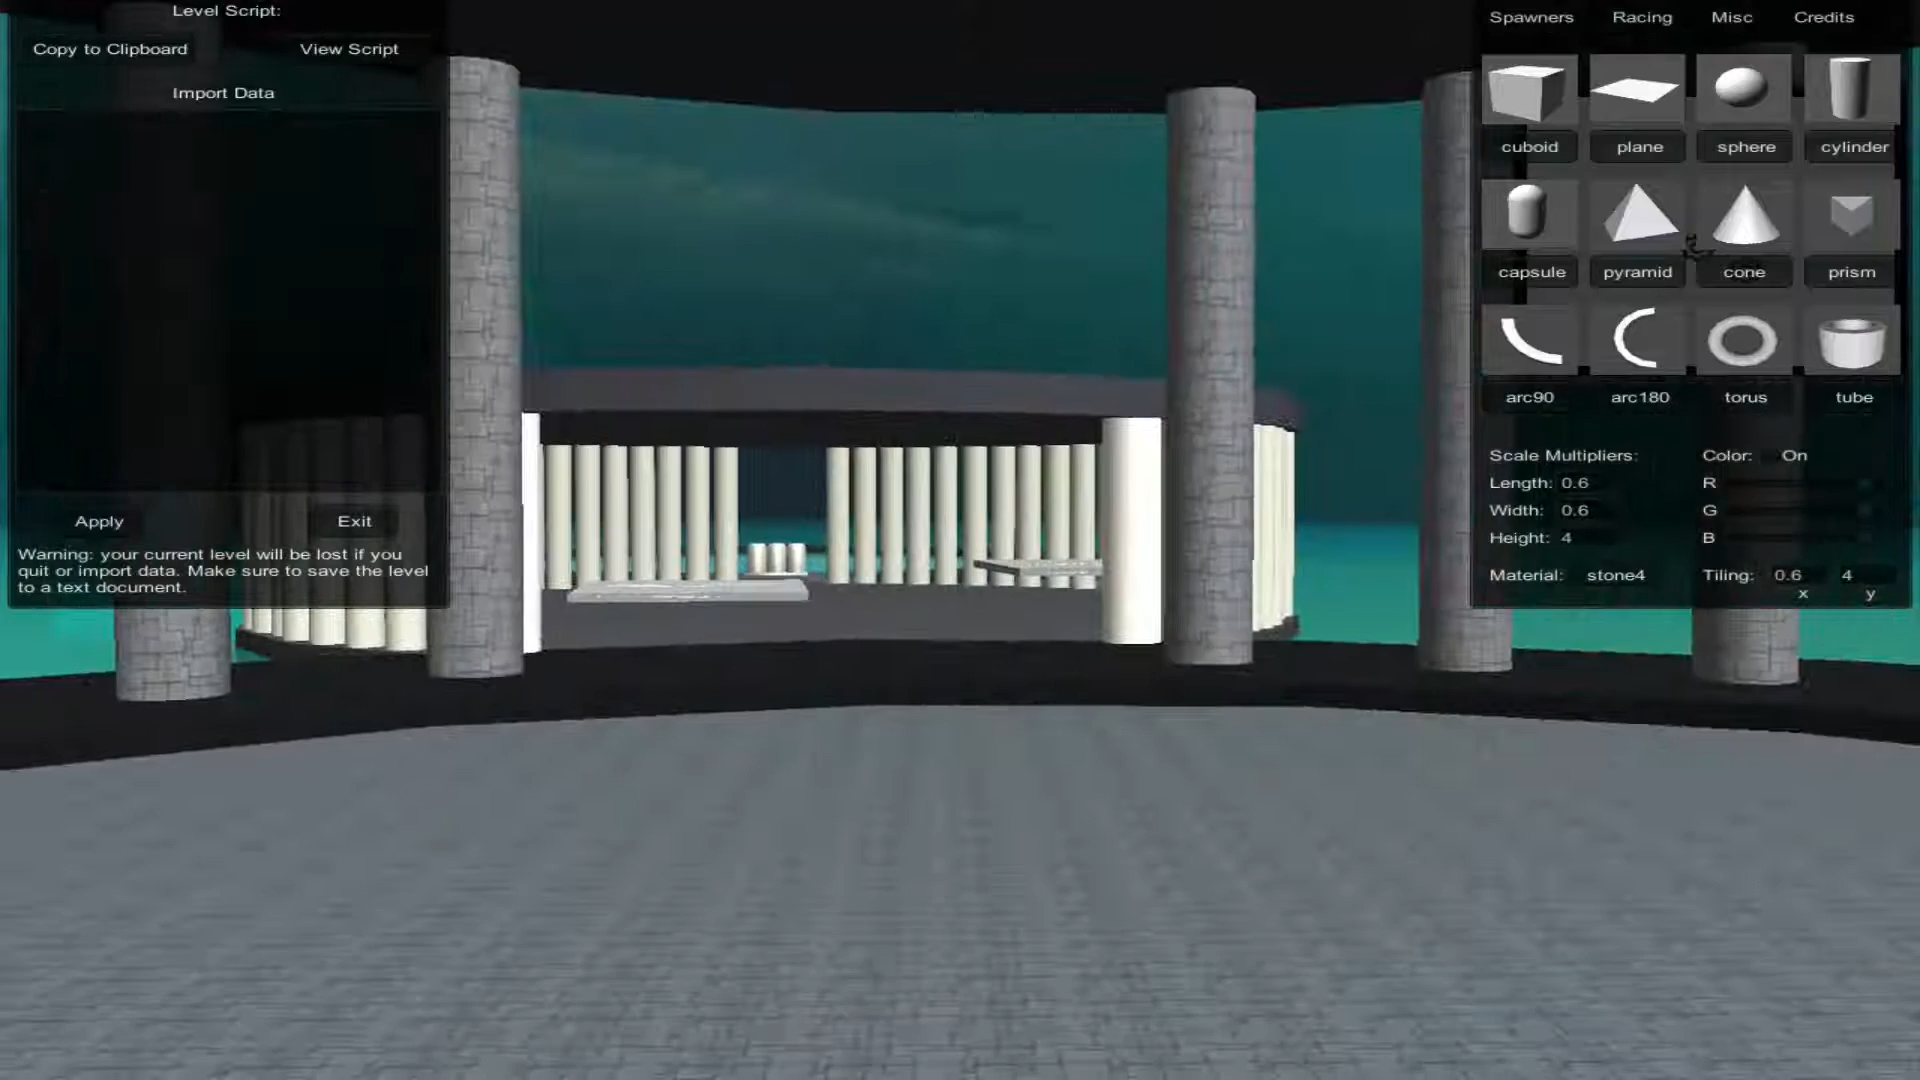 Level Script:
Copy to Clipboard View Script
Import Data
Apply Exit
Warning: your current level will be lost if you
quit or import data. Make sure to save the level
to a text document.
Spawners Racing Misc Credits
cuboid plane sphere cylinder
capsule pyramid cone prism
arc90 arc180 torus tube
Scale Multipliers: Color: On
Length: 0.6 R
Width: 0.6 G
Height: 4 B
Material: stone4 Tiling: 0.6 4
x y